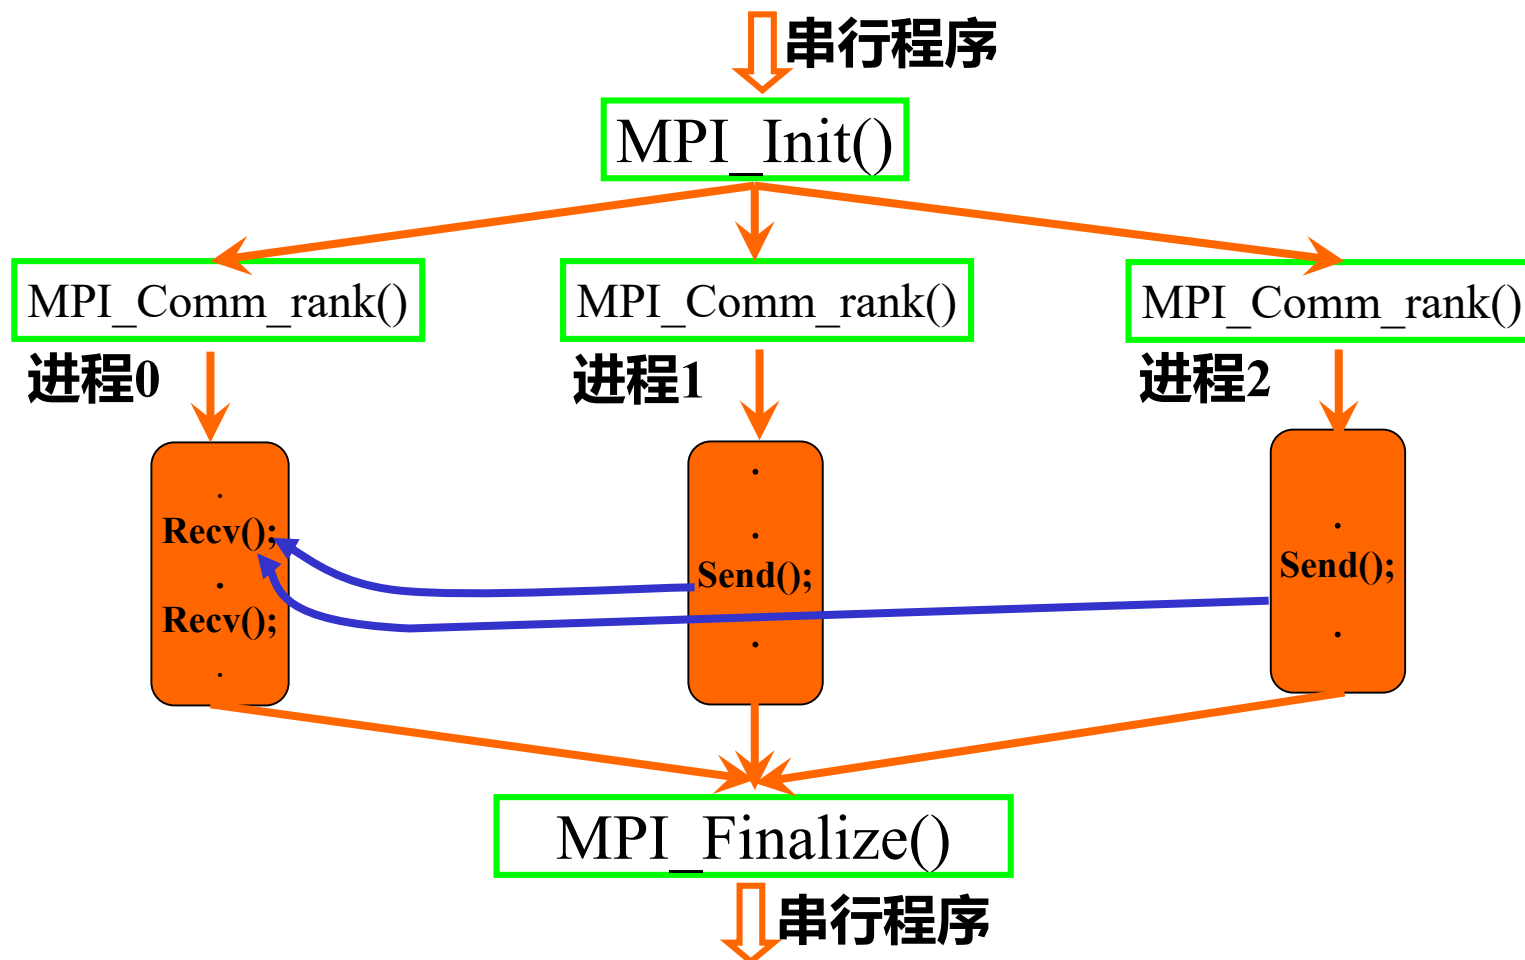 串行程序
MPI_Init()
MPI_Comm_rank()
MPI_Comm_rank()
MPI_Comm_rank()
进程0
进程1
进程2
.
Recv();
.
Recv();
.
.
.
Send();
.
.
Send();
.
MPI_Finalize()
串行程序